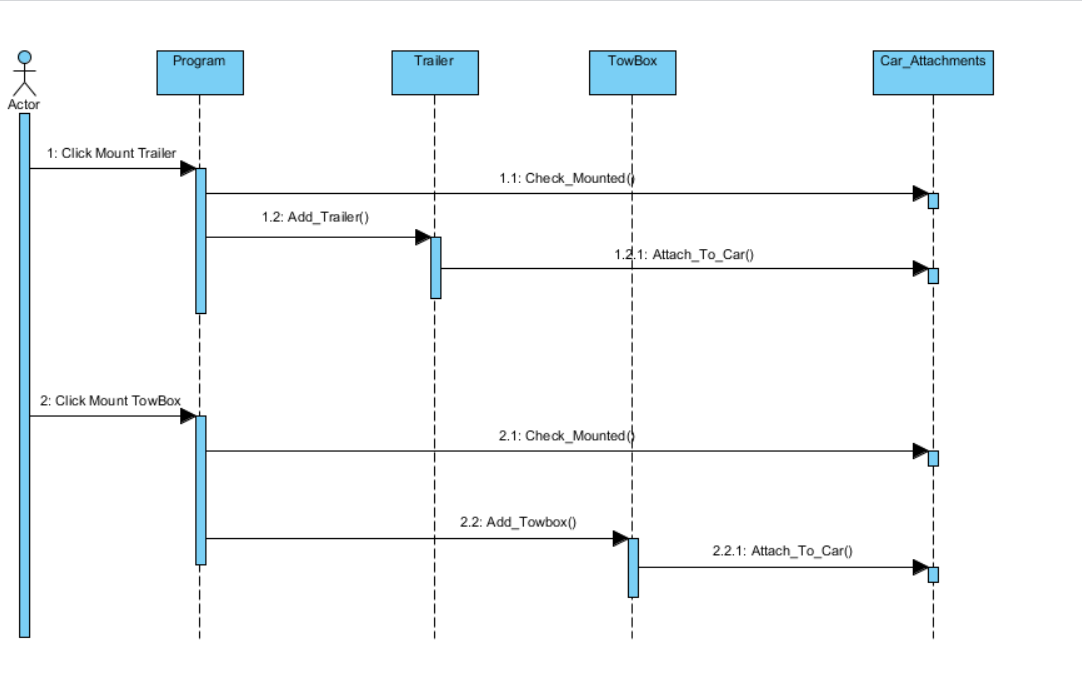 Program
Trailer
TowBox
Car_Attachments
Actor
1: Click Mount Trailer
1.1: Check_Mounted()
1.2: Add_Trailer()
1.2.1: Attach_To_Car()
2: Click Mount TowBox
2.1: Check_Mounted()
2.2: Add_Towbox()
2.2.1: Attach_To_Car()